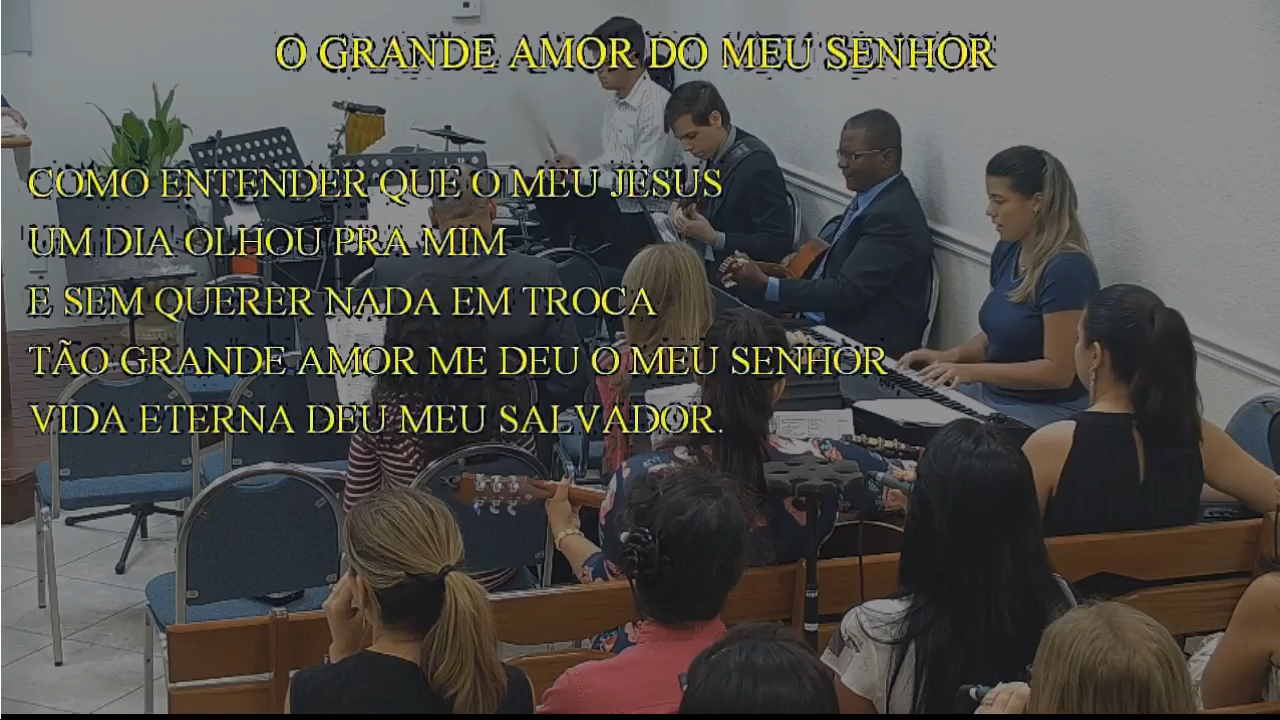 O GRANDE AMOR DO MEU SENHOR
COMO ENTENDER QUE O MEU JESUS
UM DIA OLHOU PRA MIM
E SEM QUERER NADA EM TROCA
TÃO GRANDE AMOR ME DEU O MEU SENHOR
VIDA ETERNA DEU MEU SALVADOR.